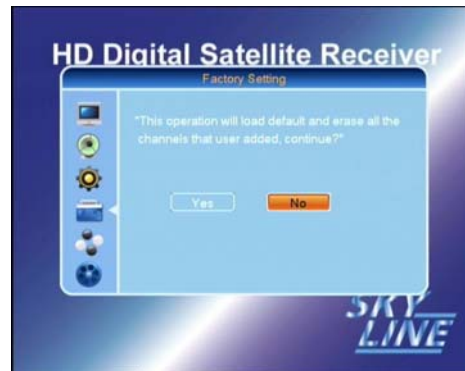 HD Digital Satellite Receiver
Factory Setting
"This operation will load default and erase all the
channels that user added, continue?"
Yes No
SKY
LINE